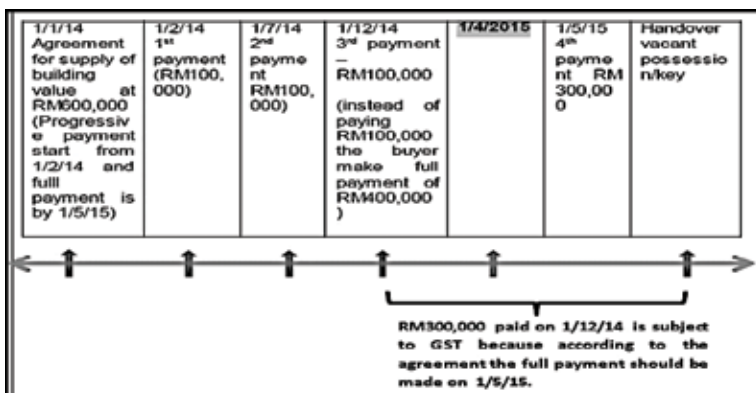 1/1/14
Agreement
for supply of
building
value at
RM600,000
(Progressiv
e payment
start from
1/2/14 and
fulll
payment is
by 1/5/15)
1/2/14
1st
payment
(RM100,
000)
1/7/14
2nd
payme
nt
RM100,
000)
1/12/14
3rd payment
–
RM100,000
(instead of
paying
RM100,000
the buyer
make full
payment of
RM400,000
)
1/4/2015
1/5/15
4th
payme
nt RM
300,00
0
Handover
vacant
possessio
n/key
RM300,000 paid on 1/12/14 is subject
to GST because according to the
agreement the full payment should be
made on 1/5/15.